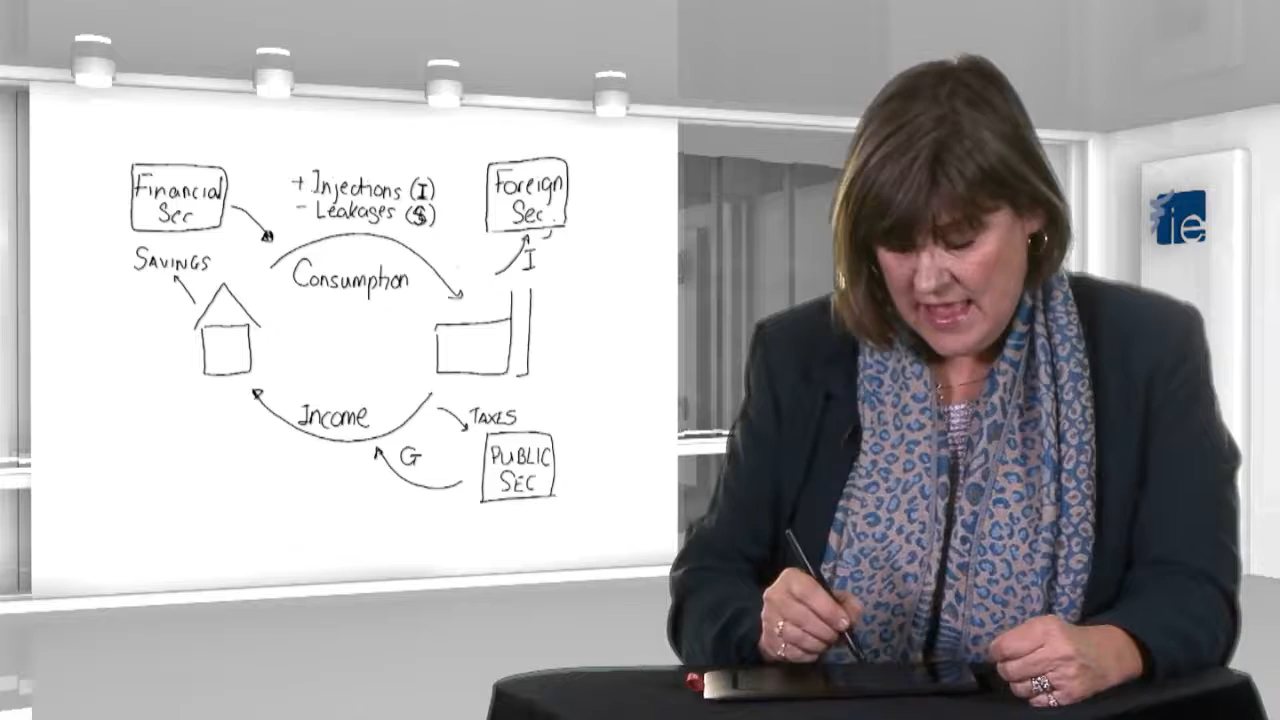 Financial
Sec
+ Injections (I)
- Leakages (S)
Foreign
Sec.
SAVINGS
I
Consumption
Income
TAXES
G
PUBLIC
SEC
ie